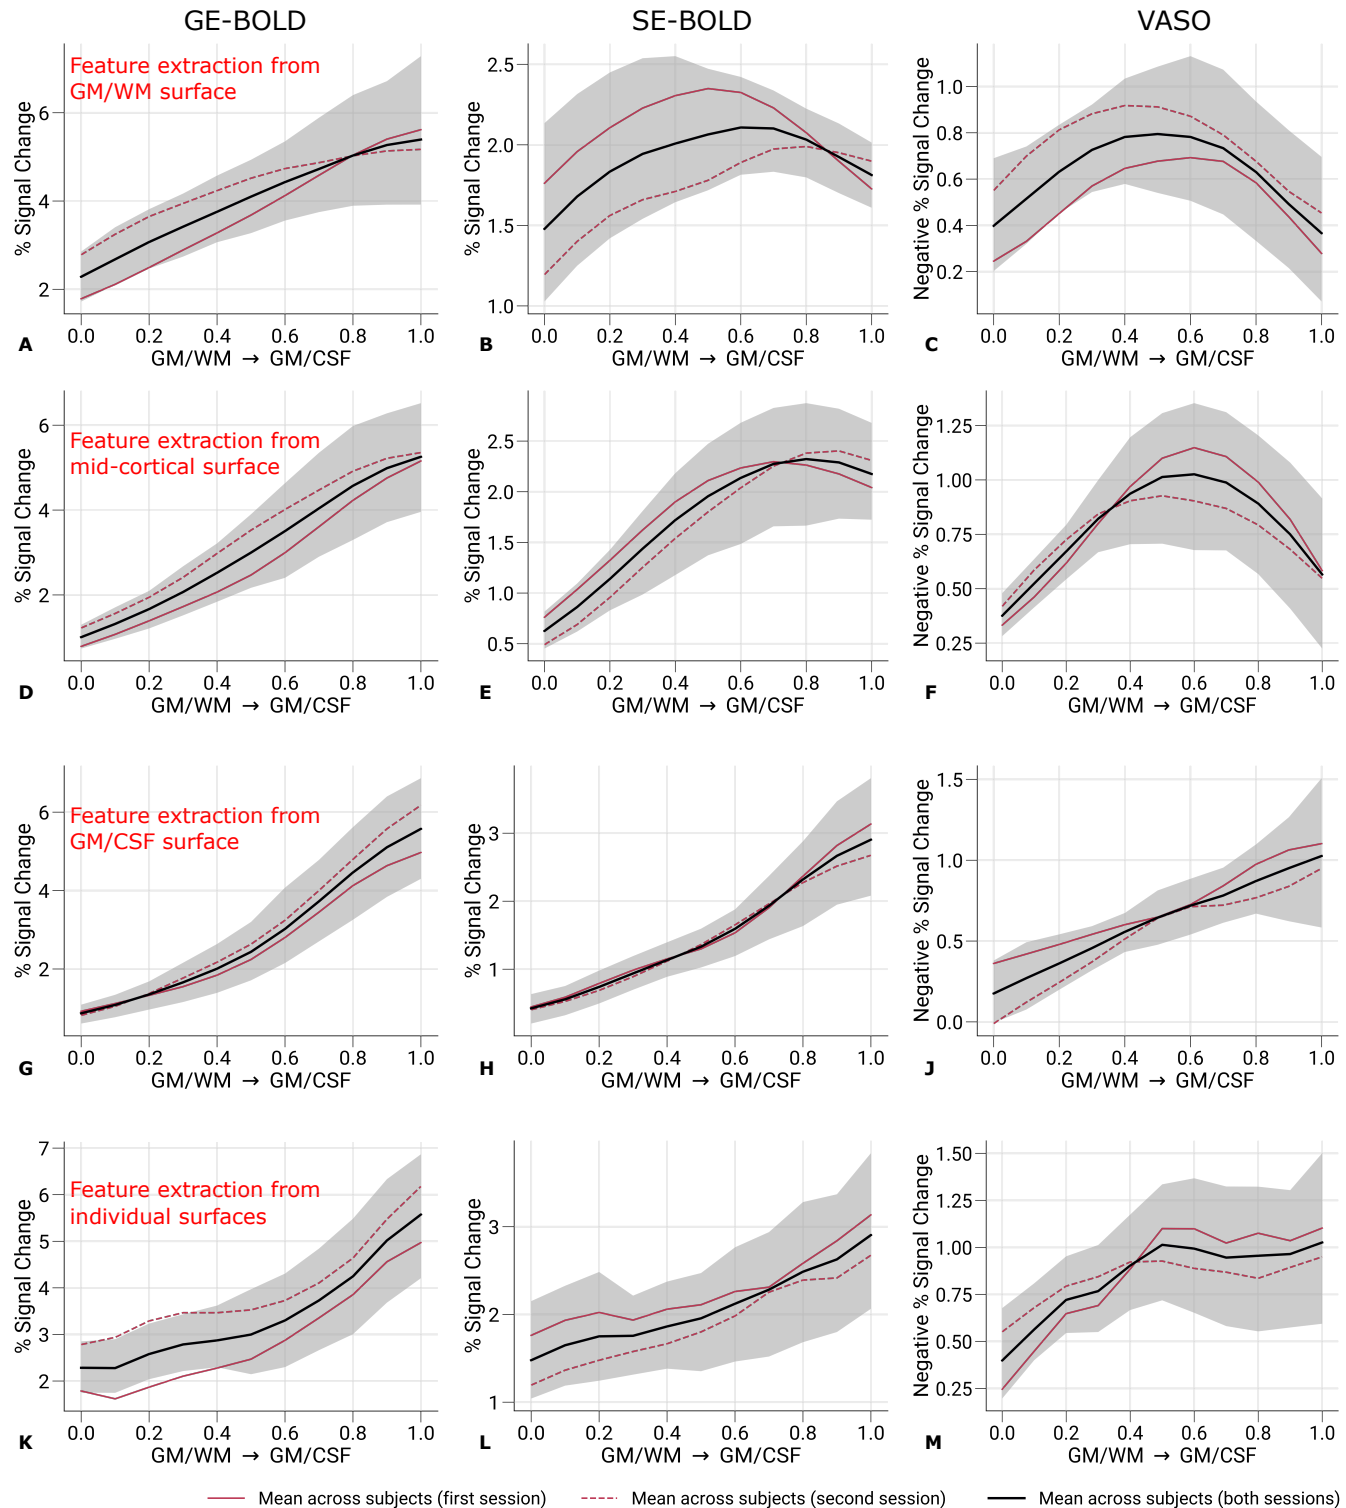 GE-BOLD SE-BOLD VASO
Feature extraction from
GM/WM surface
% Signal Change
6
4
2
0.0 0.2 0.4 0.6 0.8 1.0
A
GM/WM → GM/CSF
% Signal Change
2.5
2.0
1.5
1.0
0.0 0.2 0.4 0.6 0.8 1.0
B
GM/WM → GM/CSF
Negative % Signal Change
1.0
0.8
0.6
0.4
0.2
0.0 0.2 0.4 0.6 0.8 1.0
C
GM/WM → GM/CSF
Feature extraction from
mid-cortical surface
% Signal Change
6
4
2
0.0 0.2 0.4 0.6 0.8 1.0
D
GM/WM → GM/CSF
% Signal Change
2.5
2.0
1.5
1.0
0.5
0.0 0.2 0.4 0.6 0.8 1.0
E
GM/WM → GM/CSF
Negative % Signal Change
1.25
1.00
0.75
0.50
0.25
0.0 0.2 0.4 0.6 0.8 1.0
F
GM/WM → GM/CSF
Feature extraction from
GM/CSF surface
% Signal Change
6
4
2
0.0 0.2 0.4 0.6 0.8 1.0
G
GM/WM → GM/CSF
% Signal Change
3
2
1
0.0 0.2 0.4 0.6 0.8 1.0
H
GM/WM → GM/CSF
Negative % Signal Change
1.5
1.0
0.5
0.0
0.0 0.2 0.4 0.6 0.8 1.0
J
GM/WM → GM/CSF
Feature extraction from
individual surfaces
% Signal Change
7
6
5
4
3
2
0.0 0.2 0.4 0.6 0.8 1.0
K
GM/WM → GM/CSF
% Signal Change
3
2
1
0.0 0.2 0.4 0.6 0.8 1.0
L
GM/WM → GM/CSF
Negative % Signal Change
1.50
1.25
1.00
0.75
0.50
0.25
0.0 0.2 0.4 0.6 0.8 1.0
M
GM/WM → GM/CSF
Mean across subjects (first session) Mean across subjects (second session) Mean across subjects (both sessions)